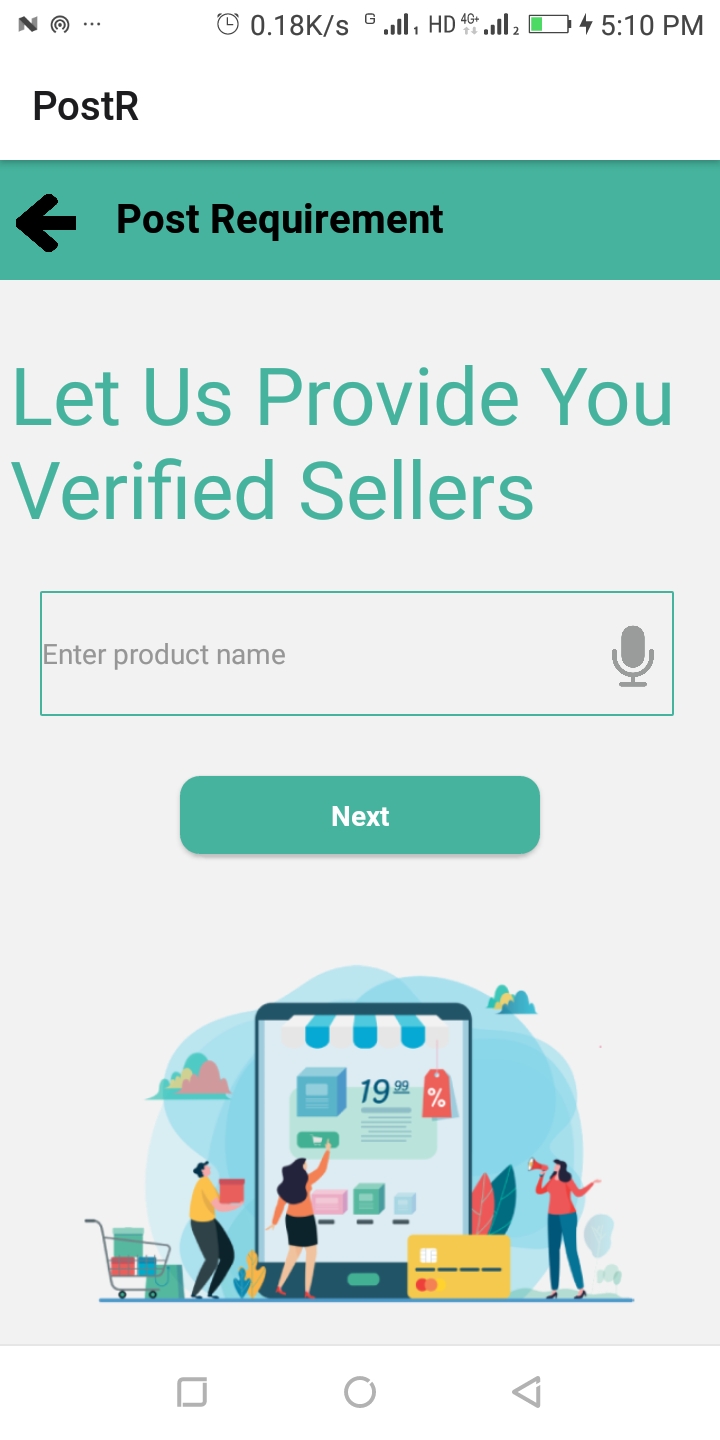 0.18K/s G 1 HD 4G+ 2 5:10 PM
PostR
Post Requirement
Let Us Provide You
Verified Sellers
Enter product name
Next
19 99
%